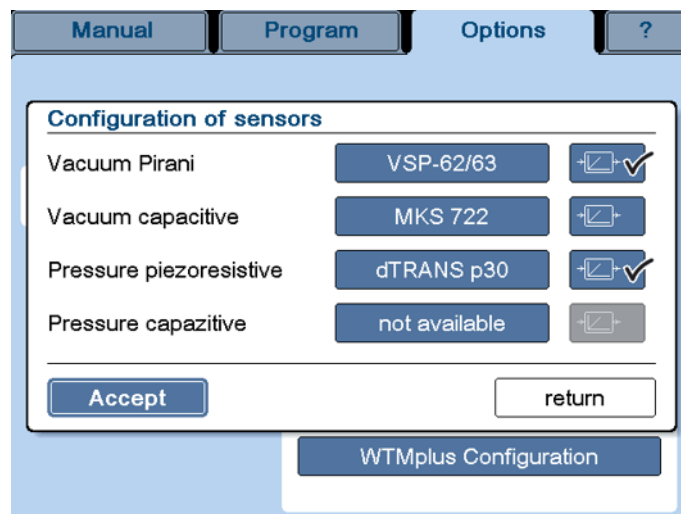 Manual Program Options ?
Configuration of sensors
Vacuum Pirani VSP-62/63
Vacuum capacitive MKS 722
Pressure piezoresistive dTRANS p30
Pressure capazitive not available
Accept return
WTMplus Configuration